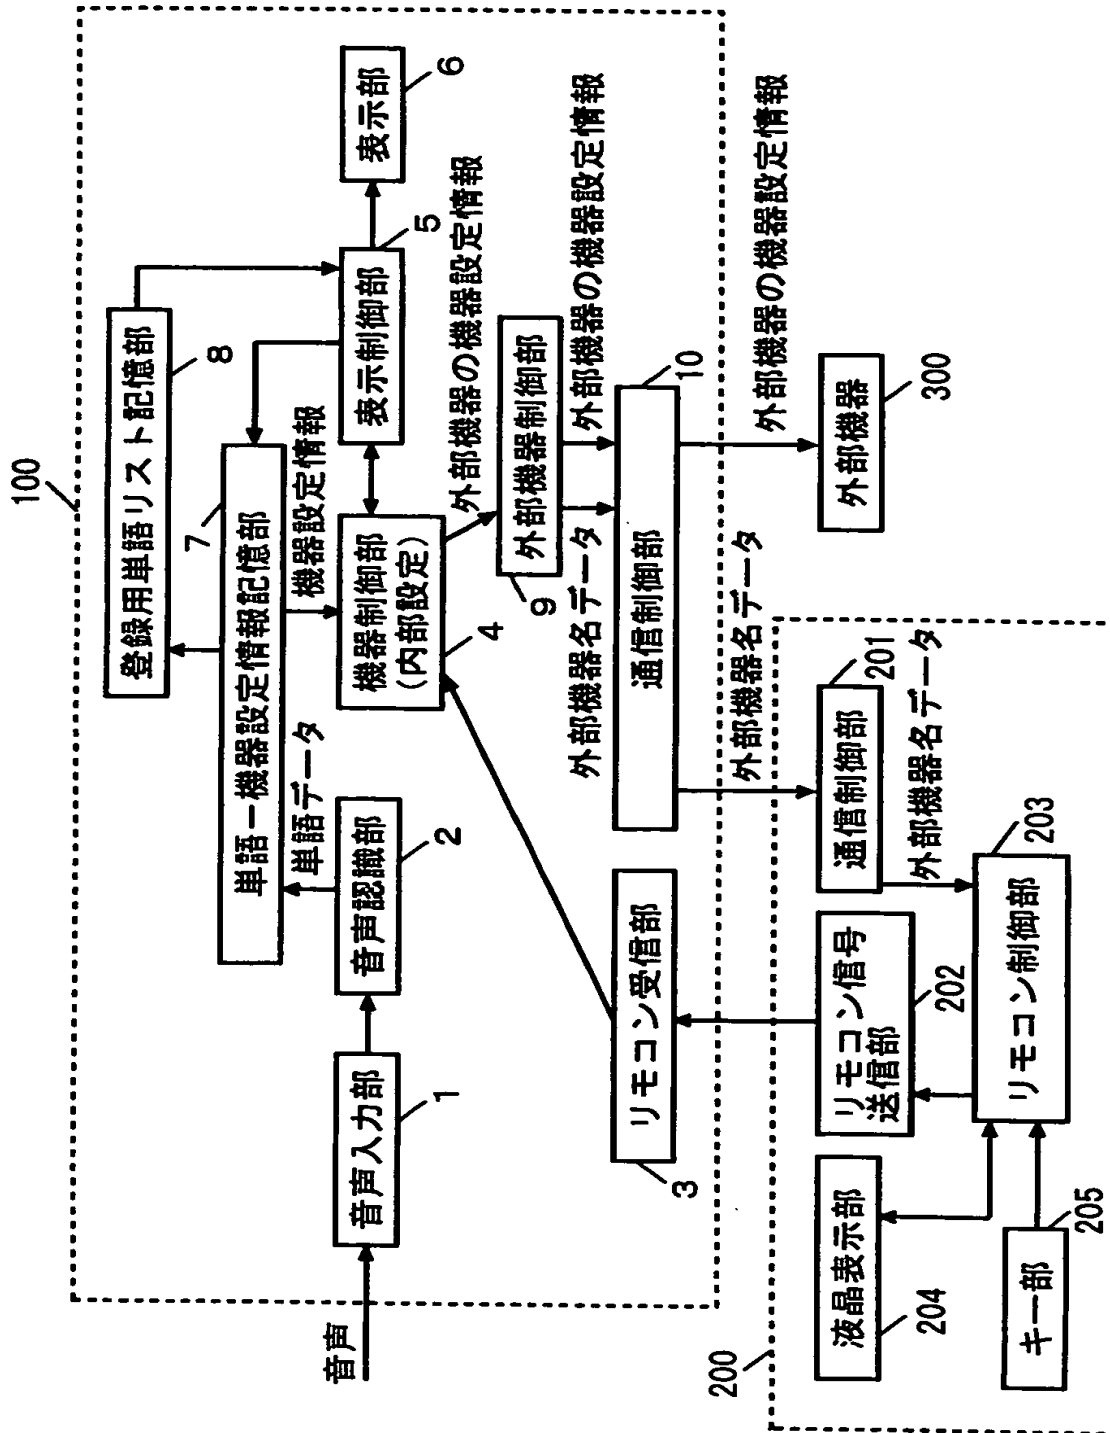 100
登録用単語リスト記憶部
8
単語－機器設定情報記憶部
7
単語データ
機器設定情報
音声
音声入力部
1
音声認識部
2
機器制御部
(内部設定)
4
表示制御部
5
表示部
6
外部機器の機器設定情報
外部機器制御部
9
外部機器名データ
外部機器の機器設定情報
リモコン受信部
3
通信制御部
10
外部機器名データ
外部機器の機器設定情報
200
液晶表示部
204
リモコン信号
送信部
202
通信制御部
201
外部機器名データ
外部機器
300
キー部
205
リモコン制御部
203